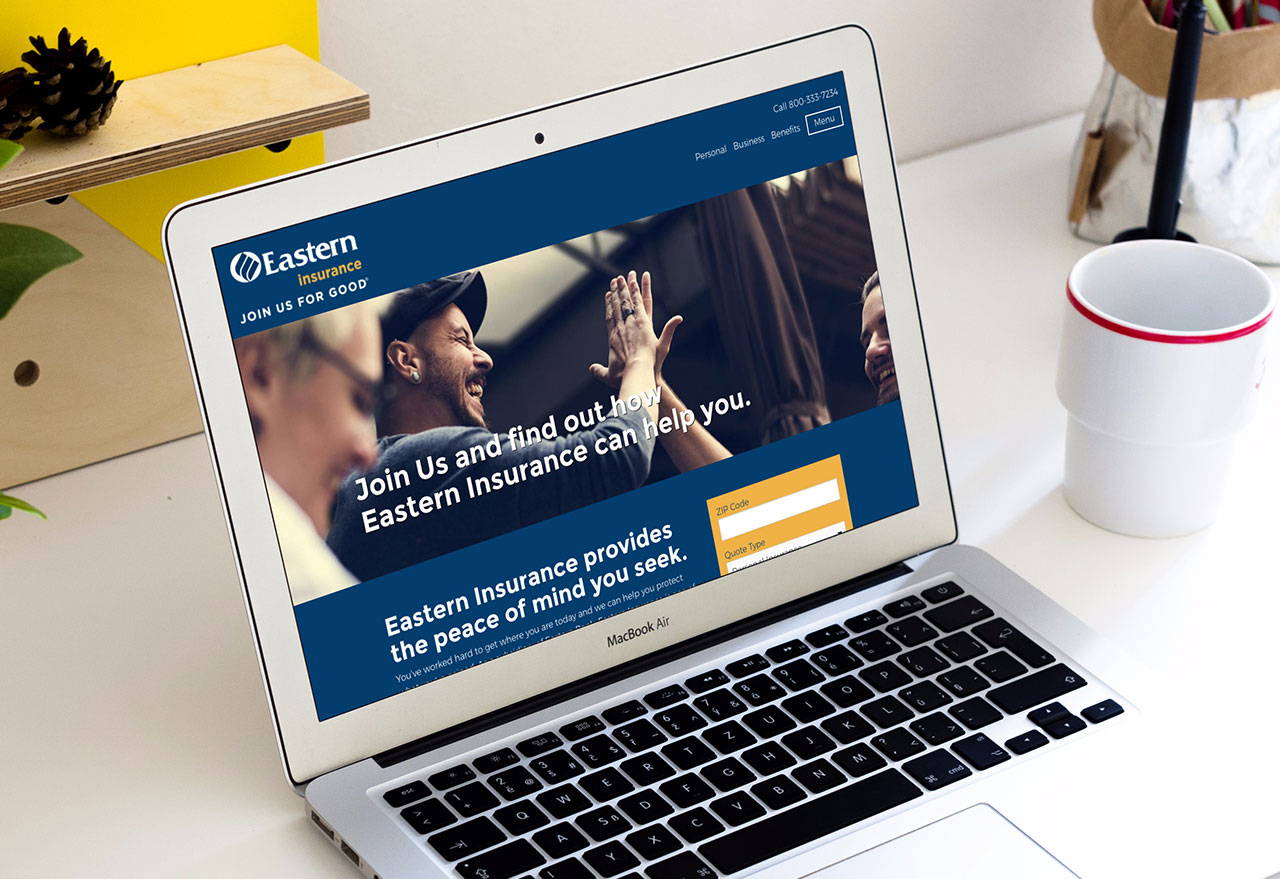 Call 800-333-7234
Personal Business Benefits Menu
Eastern
insurance
JOIN US FOR GOOD®
Join Us and find out how
Eastern Insurance can help you.
ZIP Code
Quote Type
Personal Insurance
Eastern Insurance provides
the peace of mind you seek.
You've worked hard to get where you are today and we can help you protect
MacBook Air
esc
Q W E R T Z U I O P
A S D F G H J K L
Y X C V B N M
cmd